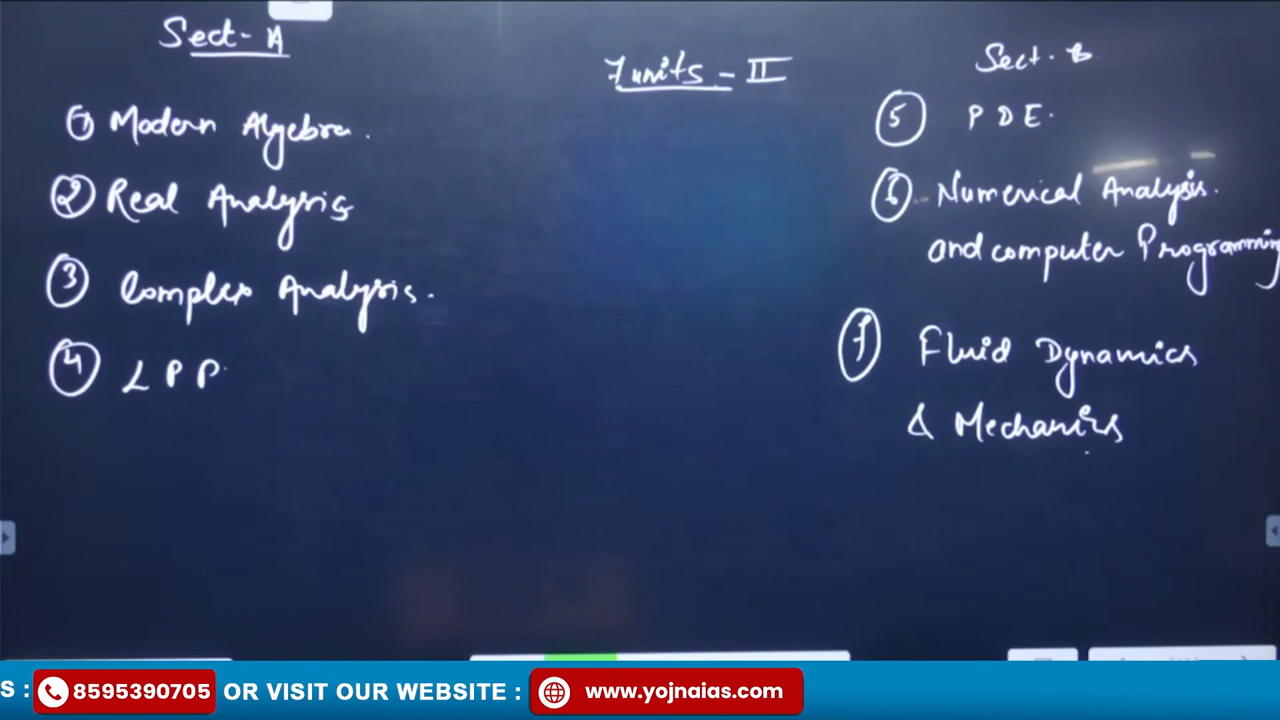 Sect- A
7 units - II
Sect. B
① Modern Algebra.
② Real Analysis
③ Complex Analysis.
④ LPP.
⑤ PDE.
⑥ Numerical Analysis.
and computer Programming
⑦ Fluid Dynamics
& Mechanics
S : 8595390705 OR VISIT OUR WEBSITE : www.yojnaias.com